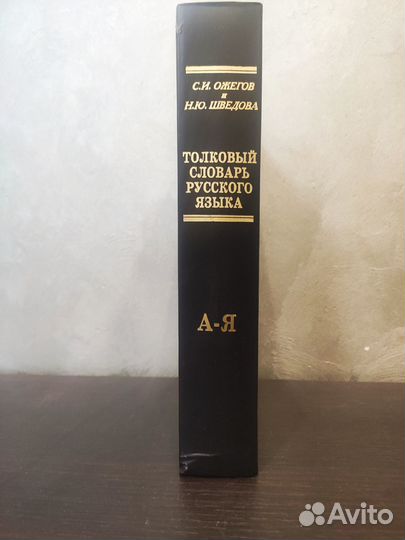 С.И. ОЖЕГОВ
и
Н.Ю. ШВЕДОВА
ТОЛКОВЫЙ
СЛОВАРЬ
РУССКОГО
ЯЗЫКА
А-Я
Avito